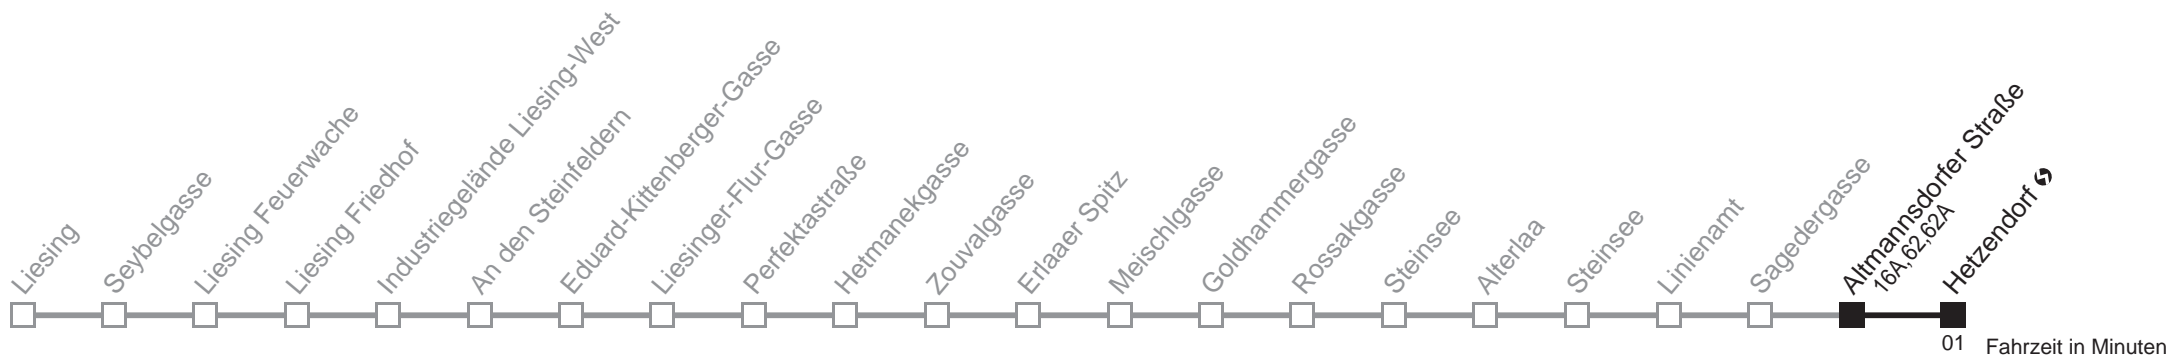 Liesing
Seybelgasse
Liesing Feuerwache
Liesing Friedhof
Industriegelände Liesing-West
An den Steinfeldern
Eduard-Kittenberger-Gasse
Liesinger-Flur-Gasse
Perfektastraße
Hetmanekgasse
Zouvalgasse
Erlaaer Spitz
Meischlgasse
Goldhammergasse
Rossakgasse
Steinsee
Alterlaa
Steinsee
Linienamt
Sagedergasse
Altmannsdorfer Straße
16A,62,62A
Hetzendorf
01
Fahrzeit in Minuten